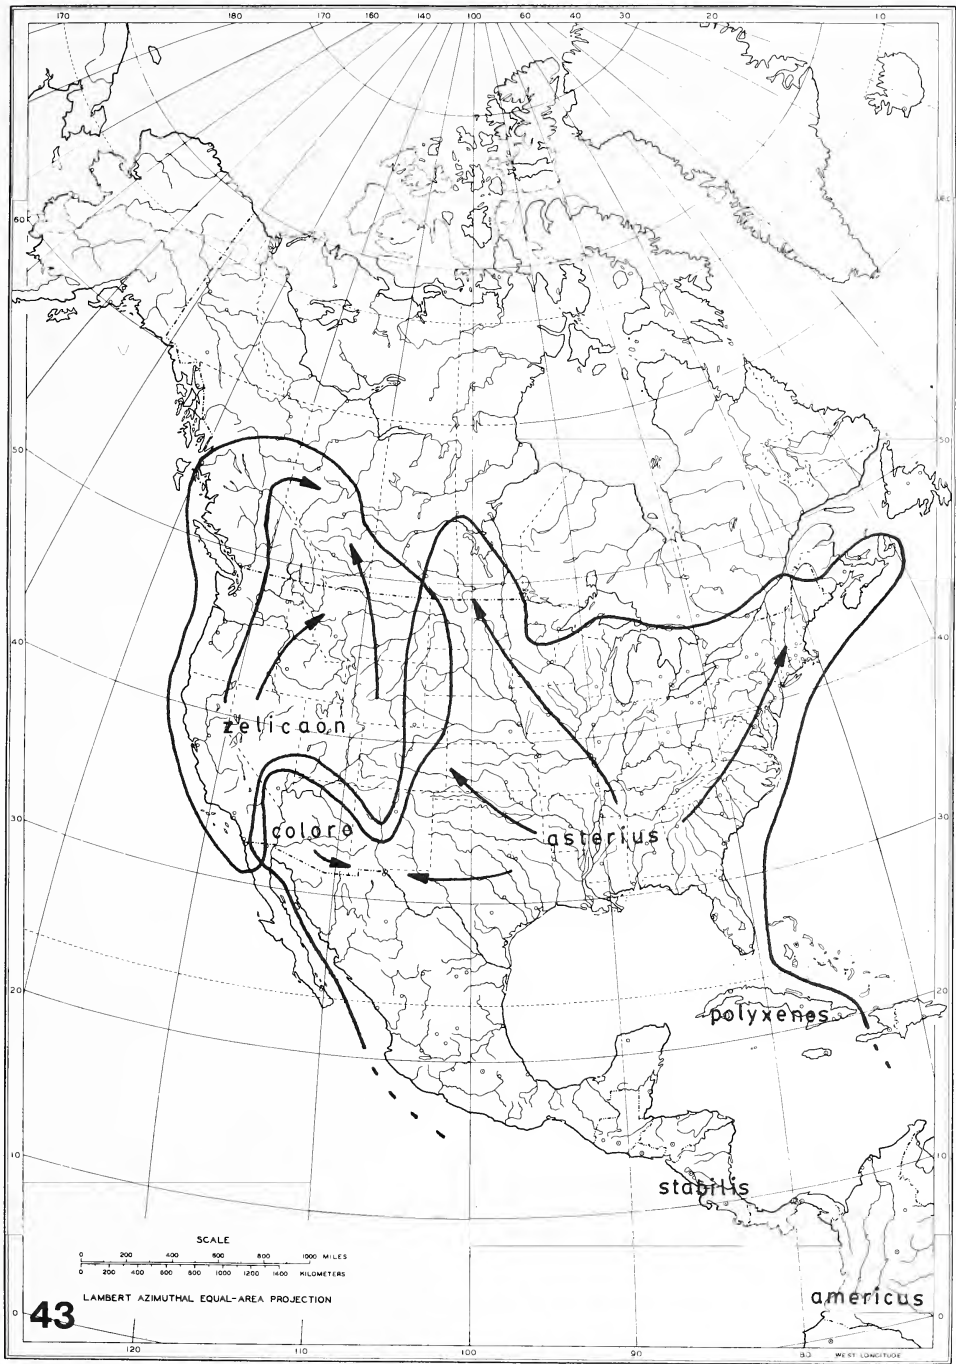 170 180 170 160 140 120 100 80 60 40 30 20 10
60
50 50
40 40
zelicaon
30 coloro asterius 30
20 polyxenes 20
10 10
stabilis
SCALE
0 200 400 600 800 1000 MILES
0 200 400 600 800 1000 1200 1400 KILOMETERS
LAMBERT AZIMUTHAL EQUAL-AREA PROJECTION
americus
0 43 0
120 110 100 90 80 WEST LONGITUDE